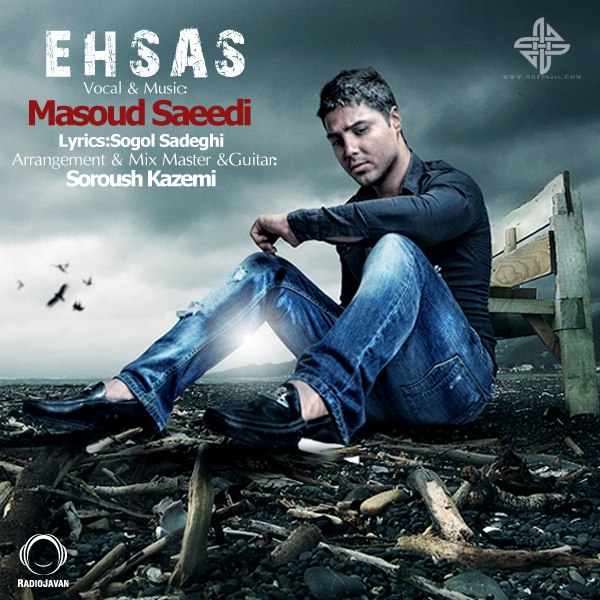 EHSAS
Vocal & Music:
Masoud Saeedi
Lyrics:Sogol Sadeghi
Arrangement & Mix Master &Guitar:
Soroush Kazemi
RADIOJAVAN